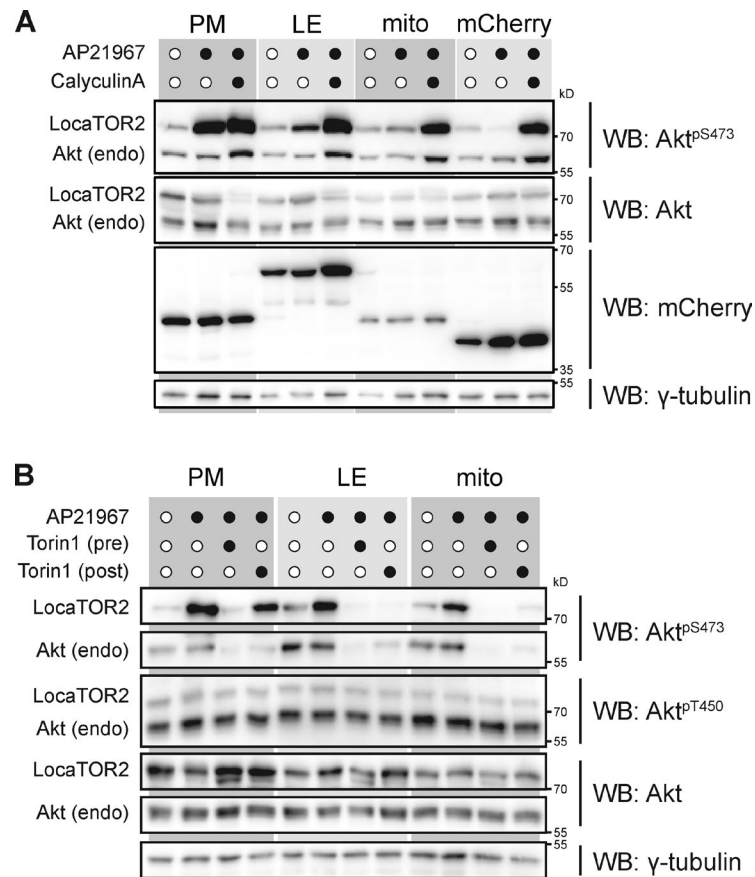 A
PM LE mito mCherry
AP21967
CalyculinA
kD
LocaTOR2
70
Akt (endo)
55
WB: Akt pS473
LocaTOR2
70
Akt (endo)
55
WB: Akt
70
55
35
WB: mCherry
55
WB: γ-tubulin
B
PM LE mito
AP21967
Torin1 (pre)
Torin1 (post)
kD
LocaTOR2
70
Akt (endo)
55
WB: Akt pS473
LocaTOR2
70
Akt (endo)
55
WB: Akt pT450
LocaTOR2
70
Akt (endo)
55
WB: Akt
55
WB: γ-tubulin